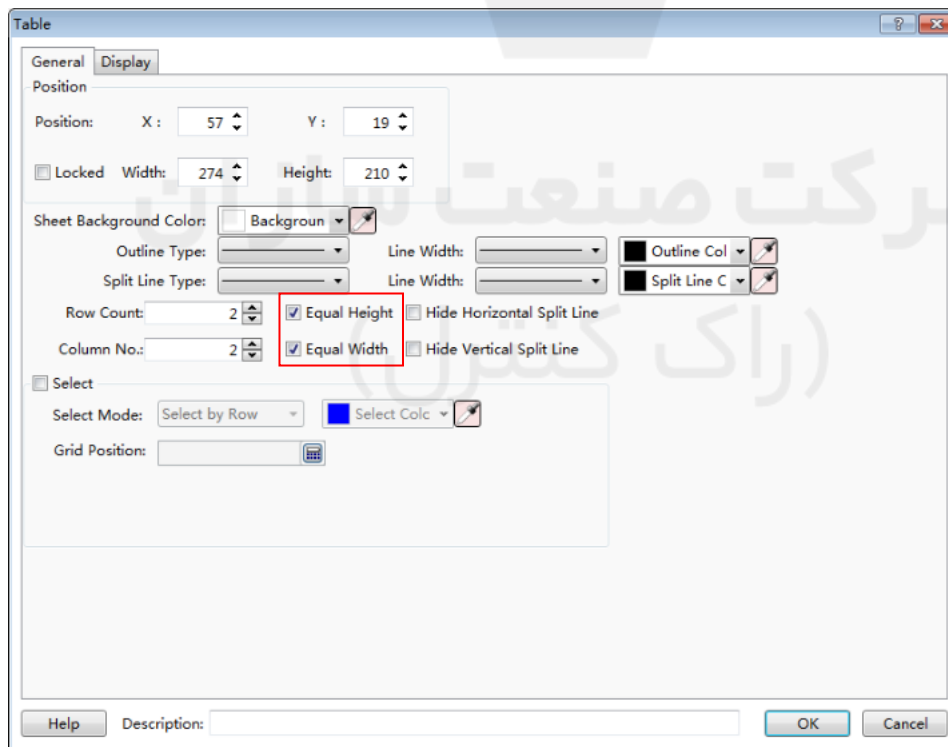 Table
General Display
Position
Position: X : 57 Y : 19
Locked Width: 274 Height: 210
شرکت صنعت سازان
Sheet Background Color: Backgroun
Outline Type: Line Width: Outline Col
Split Line Type: Line Width: Split Line C
Row Count: 2 Equal Height Hide Horizontal Split Line
(راک کنترل)
Column No.: 2 Equal Width Hide Vertical Split Line
Select
Select Mode: Select by Row Select Colc
Grid Position:
Help Description: OK Cancel